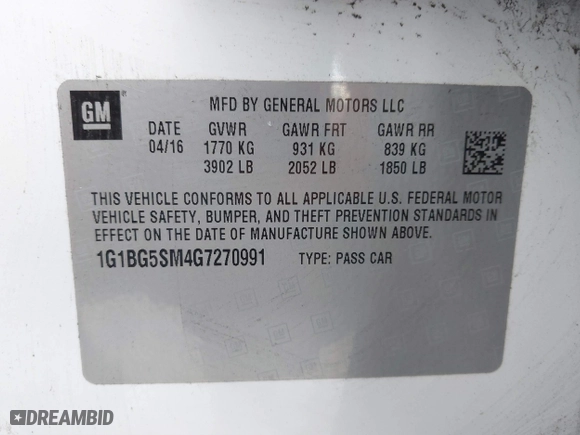 GM
MFD BY GENERAL MOTORS LLC
DATE GVWR GAWR FRT GAWR RR
04/16 1770 KG 931 KG 839 KG
3902 LB 2052 LB 1850 LB
THIS VEHICLE CONFORMS TO ALL APPLICABLE U.S. FEDERAL MOTOR
VEHICLE SAFETY, BUMPER, AND THEFT PREVENTION STANDARDS IN
EFFECT ON THE DATE OF MANUFACTURE SHOWN ABOVE.
1G1BG5SM4G7270991 TYPE: PASS CAR
DREAMBID